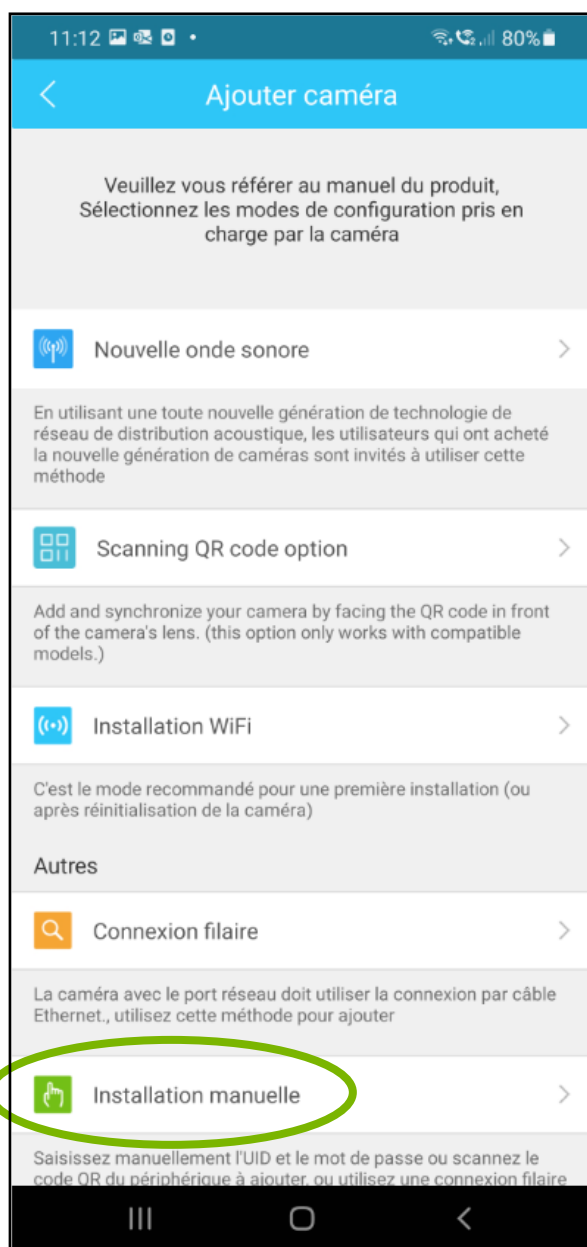 11:12 80%
Ajouter caméra
Veuillez vous référer au manuel du produit,
Sélectionnez les modes de configuration pris en
charge par la caméra
Nouvelle onde sonore
En utilisant une toute nouvelle génération de technologie de
réseau de distribution acoustique, les utilisateurs qui ont acheté
la nouvelle génération de caméras sont invités à utiliser cette
méthode
Scanning QR code option
Add and synchronize your camera by facing the QR code in front
of the camera's lens. (this option only works with compatible
models.)
Installation WiFi
C'est le mode recommandé pour une première installation (ou
après réinitialisation de la caméra)
Autres
Connexion filaire
La caméra avec le port réseau doit utiliser la connexion par câble
Ethernet., utilisez cette méthode pour ajouter
Installation manuelle
Saisissez manuellement l'UID et le mot de passe ou scannez le
code QR du périphérique à ajouter, ou utilisez une connexion filaire